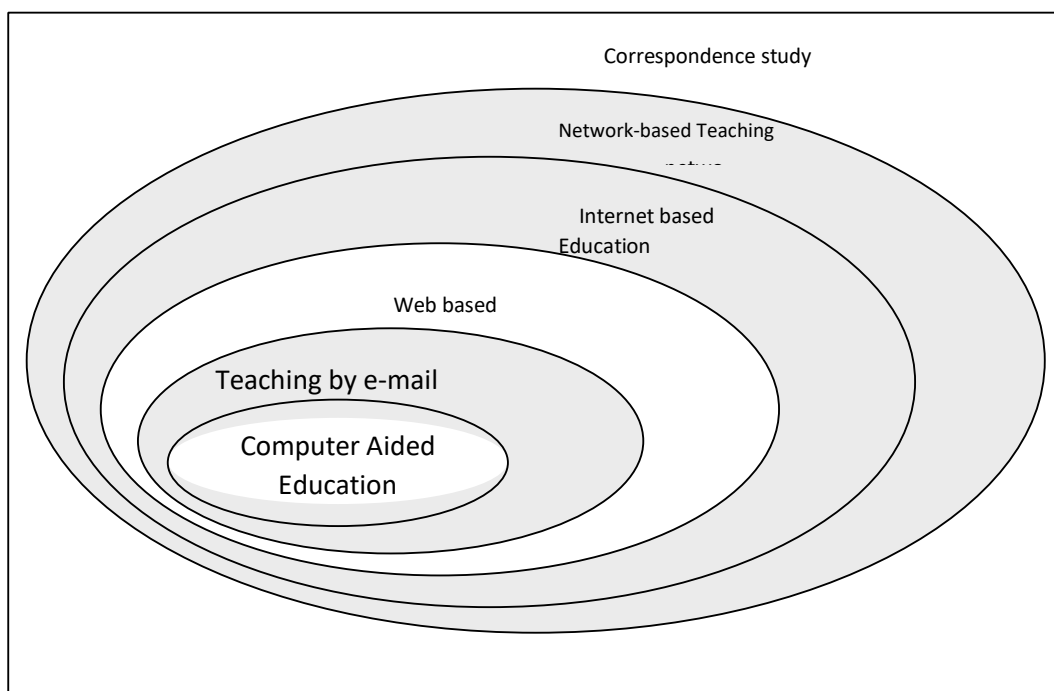 Correspondence study
Network-based Teaching
Internet based
Education
Web based
Teaching by e-mail
Computer Aided
Education